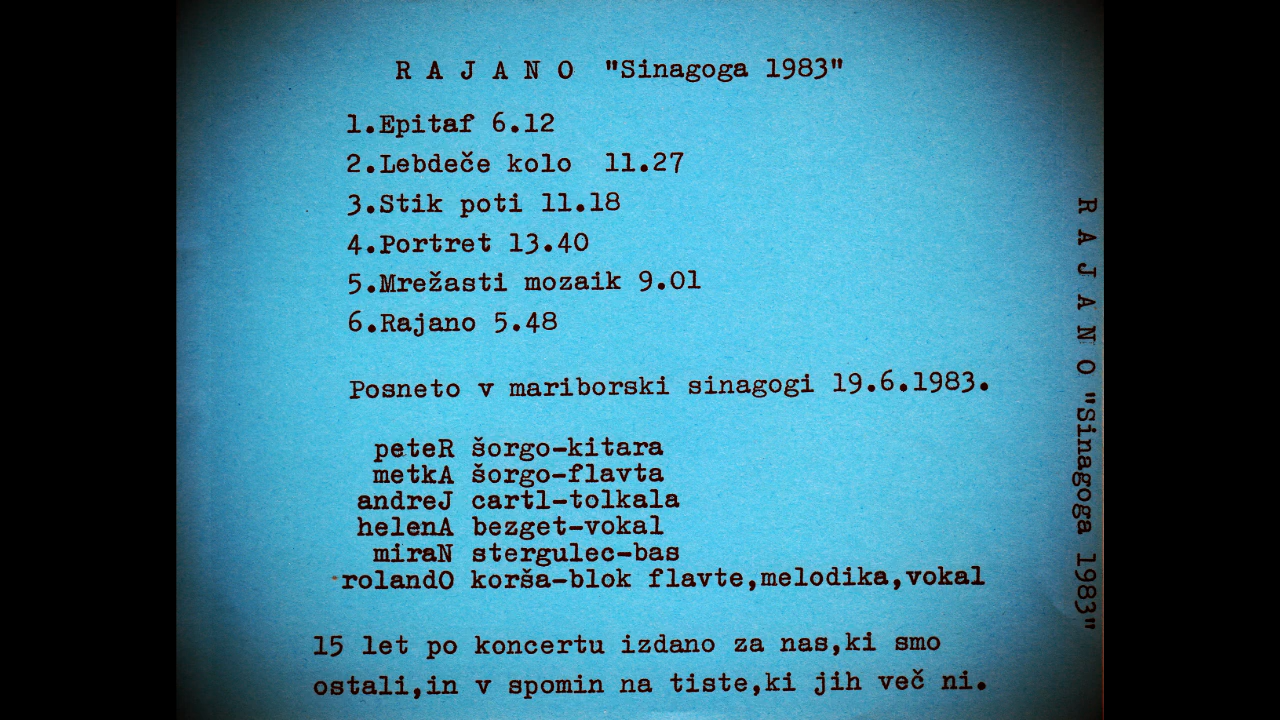 R A J A N O "Sinagoga 1983"
1.Epitaf 6.12
2.Lebdeče kolo 11.27
3.Stik poti 11.18
4.Portret 13.40
5.Mrežasti mozaik 9.01
6.Rajano 5.48
Posneto v mariborski sinagogi 19.6.1983.
peteR šorgo-kitara
metkA šorgo-flavta
andreJ cartl-tolkala
helenA bezget-vokal
miraN stergulec-bas
rolandO korša-blok flavte,melodika,vokal
15 let po koncertu izdano za nas,ki smo
ostali,in v spomin na tiste,ki jih več ni.
R A J A N O "Sinagoga 1983"